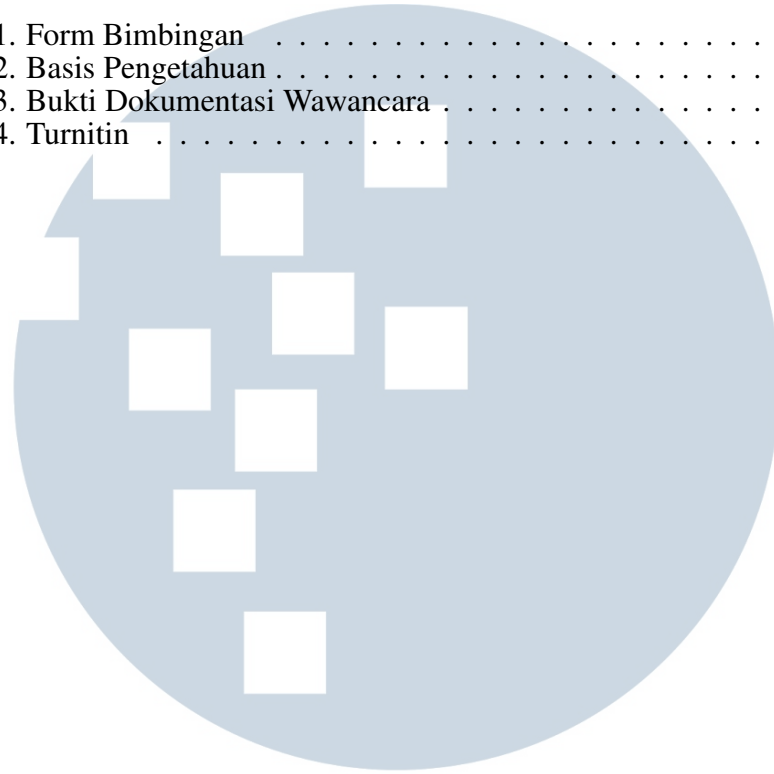 1. Form Bimbingan . . . . . . . . . . . . . . . . . . . . .
2. Basis Pengetahuan . . . . . . . . . . . . . . . . . . . . .
3. Bukti Dokumentasi Wawancara . . . . . . . . . . . . . .
4. Turnitin . . . . . . . . . . . . . . . . . . . . . . . . . .